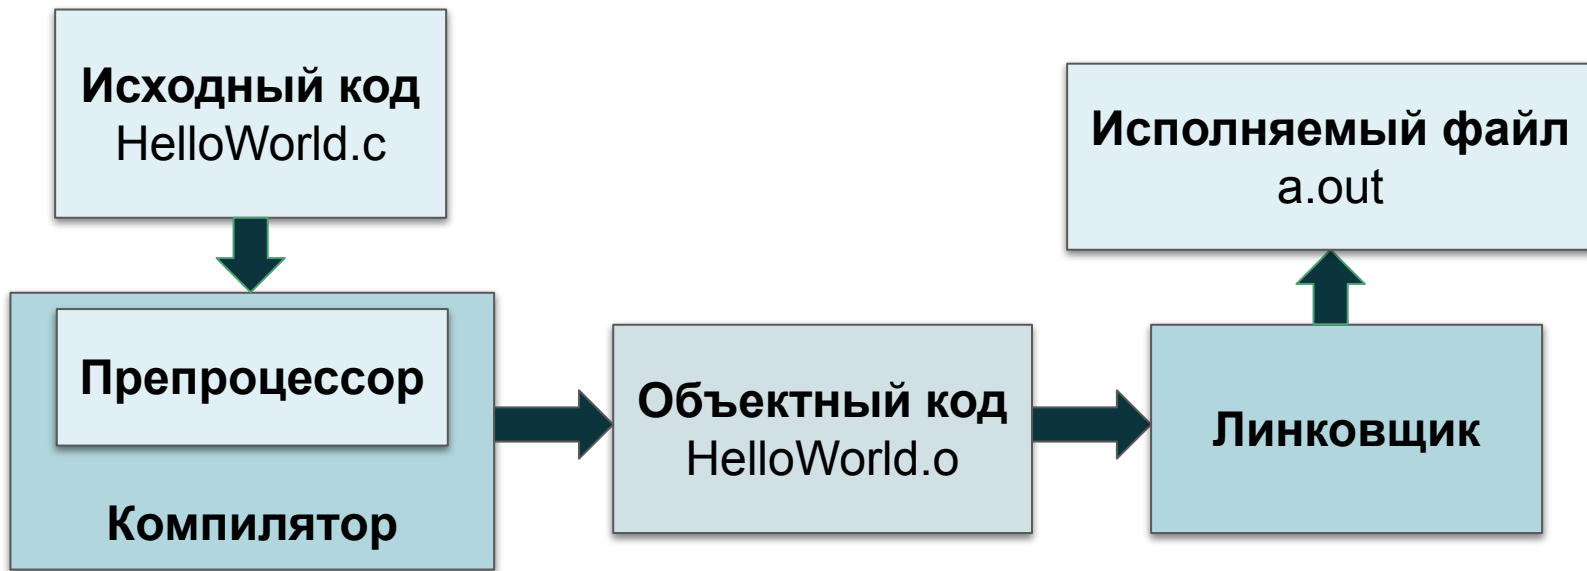 Исходный код
HelloWorld.c
Препроцессор
Компилятор
Объектный код
HelloWorld.o
Линковщик
Исполняемый файл
a.out